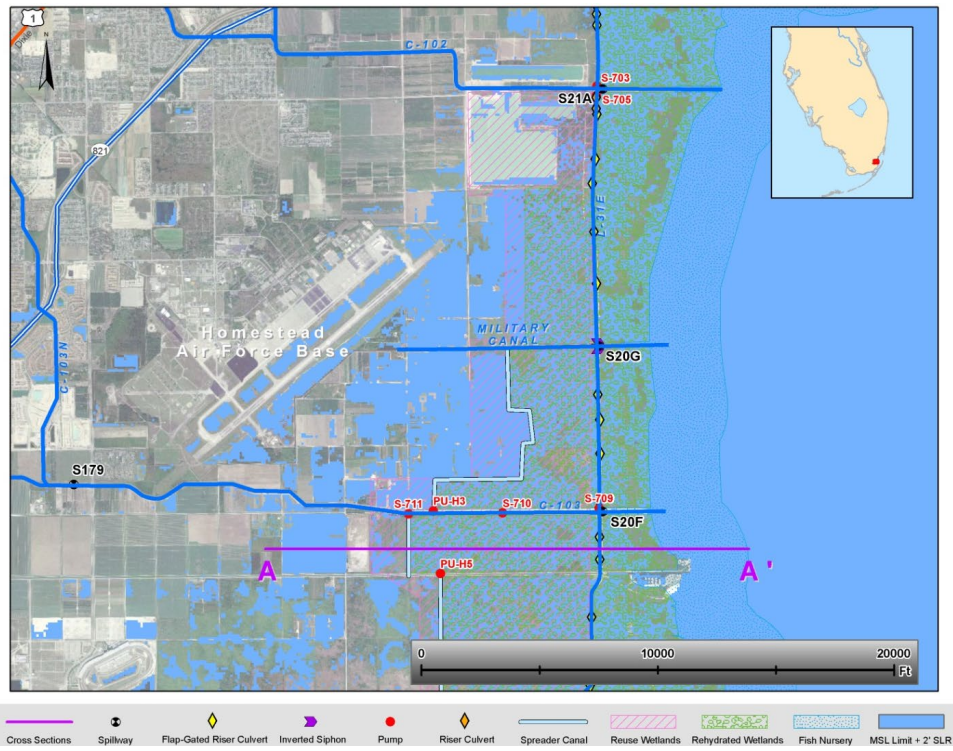 1
Dixie
N
C-102
S-703
S21A
S-705
821
L-31E
MILITARY
CANAL
Homestead
Air Force Base
S20G
C-103N
S179
S-711
PU-H3
S-710
C-103
S-709
S20F
A
A'
PU-H5
0 10000 20000
Ft
Cross Sections Spillway Flap-Gated Riser Culvert Inverted Siphon Pump Riser Culvert Spreader Canal Reuse Wetlands Rehydrated Wetlands Fish Nursery MSL Limit + 2' SLR